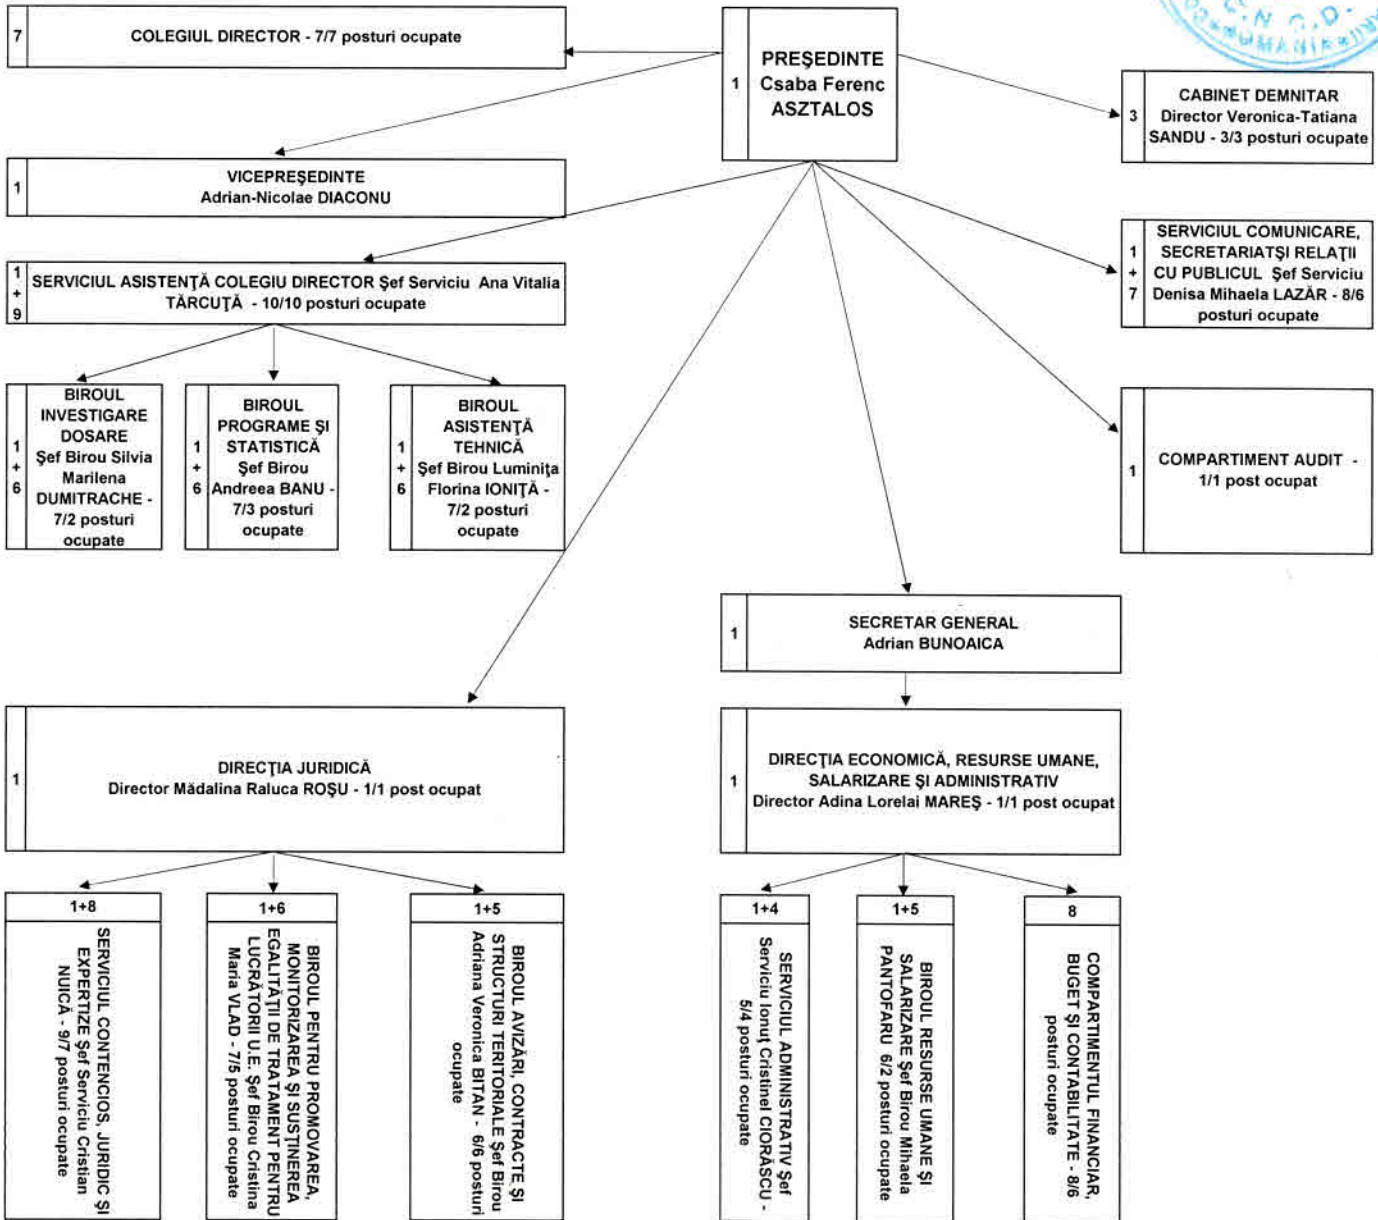 7
COLEGIUL DIRECTOR - 7/7 posturi ocupate
1
PREŞEDINTE
Csaba Ferenc
ASZTALOS
C.N.C.D.
ROMANIA
3
CABINET DEMNITAR
Director Veronica-Tatiana
SANDU - 3/3 posturi ocupate
1
VICEPREŞEDINTE
Adrian-Nicolae DIACONU
1
+
7
SERVICIUL COMUNICARE,
SECRETARIATŞI RELAŢII
CU PUBLICUL Şef Serviciu
Denisa Mihaela LAZĂR - 8/6
posturi ocupate
1
+
9
SERVICIUL ASISTENŢĂ COLEGIU DIRECTOR Şef Serviciu Ana Vitalia
TĂRCUŢĂ - 10/10 posturi ocupate
1
+
6
BIROUL
INVESTIGARE
DOSARE
Şef Birou Silvia
Marilena
DUMITRACHE -
7/2 posturi
ocupate
1
+
6
BIROUL
PROGRAME ŞI
STATISTICĂ
Şef Birou
Andreea BANU -
7/3 posturi
ocupate
1
+
6
BIROUL
ASISTENŢĂ
TEHNICĂ
Şef Birou Luminiţa
Florina IONIŢĂ -
7/2 posturi
ocupate
1
COMPARTIMENT AUDIT -
1/1 post ocupat
1
SECRETAR GENERAL
Adrian BUNOAICA
1
DIRECŢIA JURIDICĂ
Director Mădalina Raluca ROŞU - 1/1 post ocupat
1
DIRECŢIA ECONOMICĂ, RESURSE UMANE,
SALARIZARE ŞI ADMINISTRATIV
Director Adina Lorelai MAREŞ - 1/1 post ocupat
1+8
SERVICIUL CONTENCIOS, JURIDIC ŞI
EXPERTIZE Şef Serviciu Cristian
NUICĂ - 9/7 posturi ocupate
1+6
BIROUL PENTRU PROMOVAREA,
MONITORIZAREA ŞI SUSŢINEREA
EGALITĂŢII DE TRATAMENT PENTRU
LUCRĂTORII U.E. Şef Birou Cristina
Maria VLAD - 7/5 posturi ocupate
1+5
BIROUL AVIZĂRI, CONTRACTE ŞI
STRUCTURI TERITORIALE Şef Birou
Adriana Veronica BITAN - 6/6 posturi
ocupate
1+4
SERVICIUL ADMINISTRATIV Şef
Serviciu Ionuţ Cristinel CIORĂSCU -
5/4 posturi ocupate
1+5
BIROUL RESURSE UMANE ŞI
SALARIZARE Şef Birou Mihaela
PANTOFARU 6/2 posturi ocupate
8
COMPARTIMENTUL FINANCIAR,
BUGET ŞI CONTABILITATE - 8/6
posturi ocupate